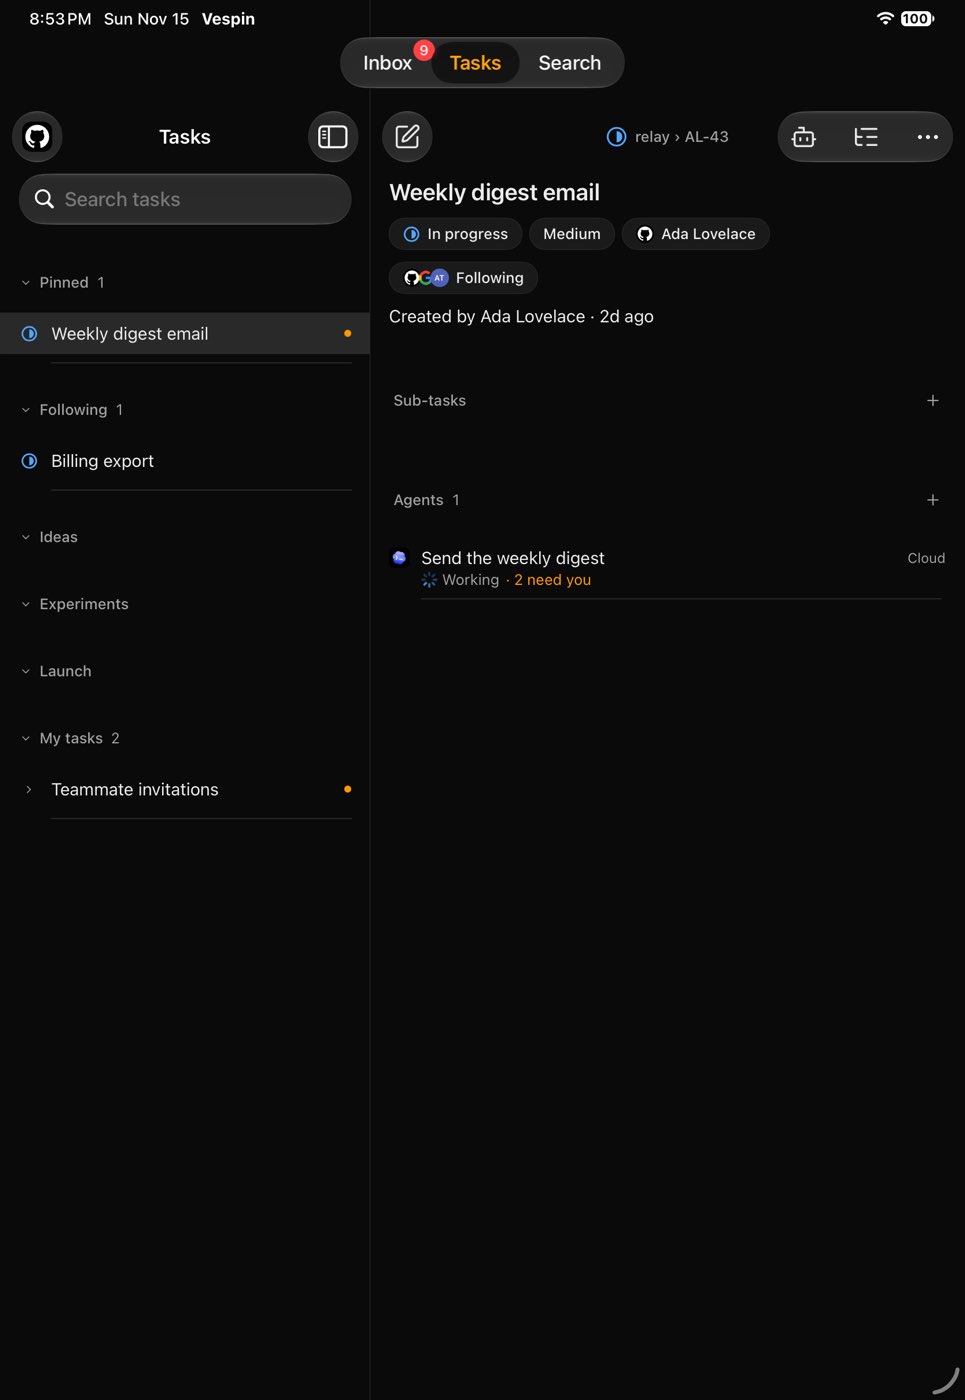 8:53 PM Sun Nov 15 Vespin
100
Inbox 9 Tasks Search
Tasks
Search tasks
Pinned 1
Weekly digest email
Following 1
Billing export
Ideas
Experiments
Launch
My tasks 2
Teammate invitations
relay › AL-43
Weekly digest email
In progress Medium Ada Lovelace
AT Following
Created by Ada Lovelace · 2d ago
Sub-tasks
Agents 1
Send the weekly digest Cloud
Working · 2 need you